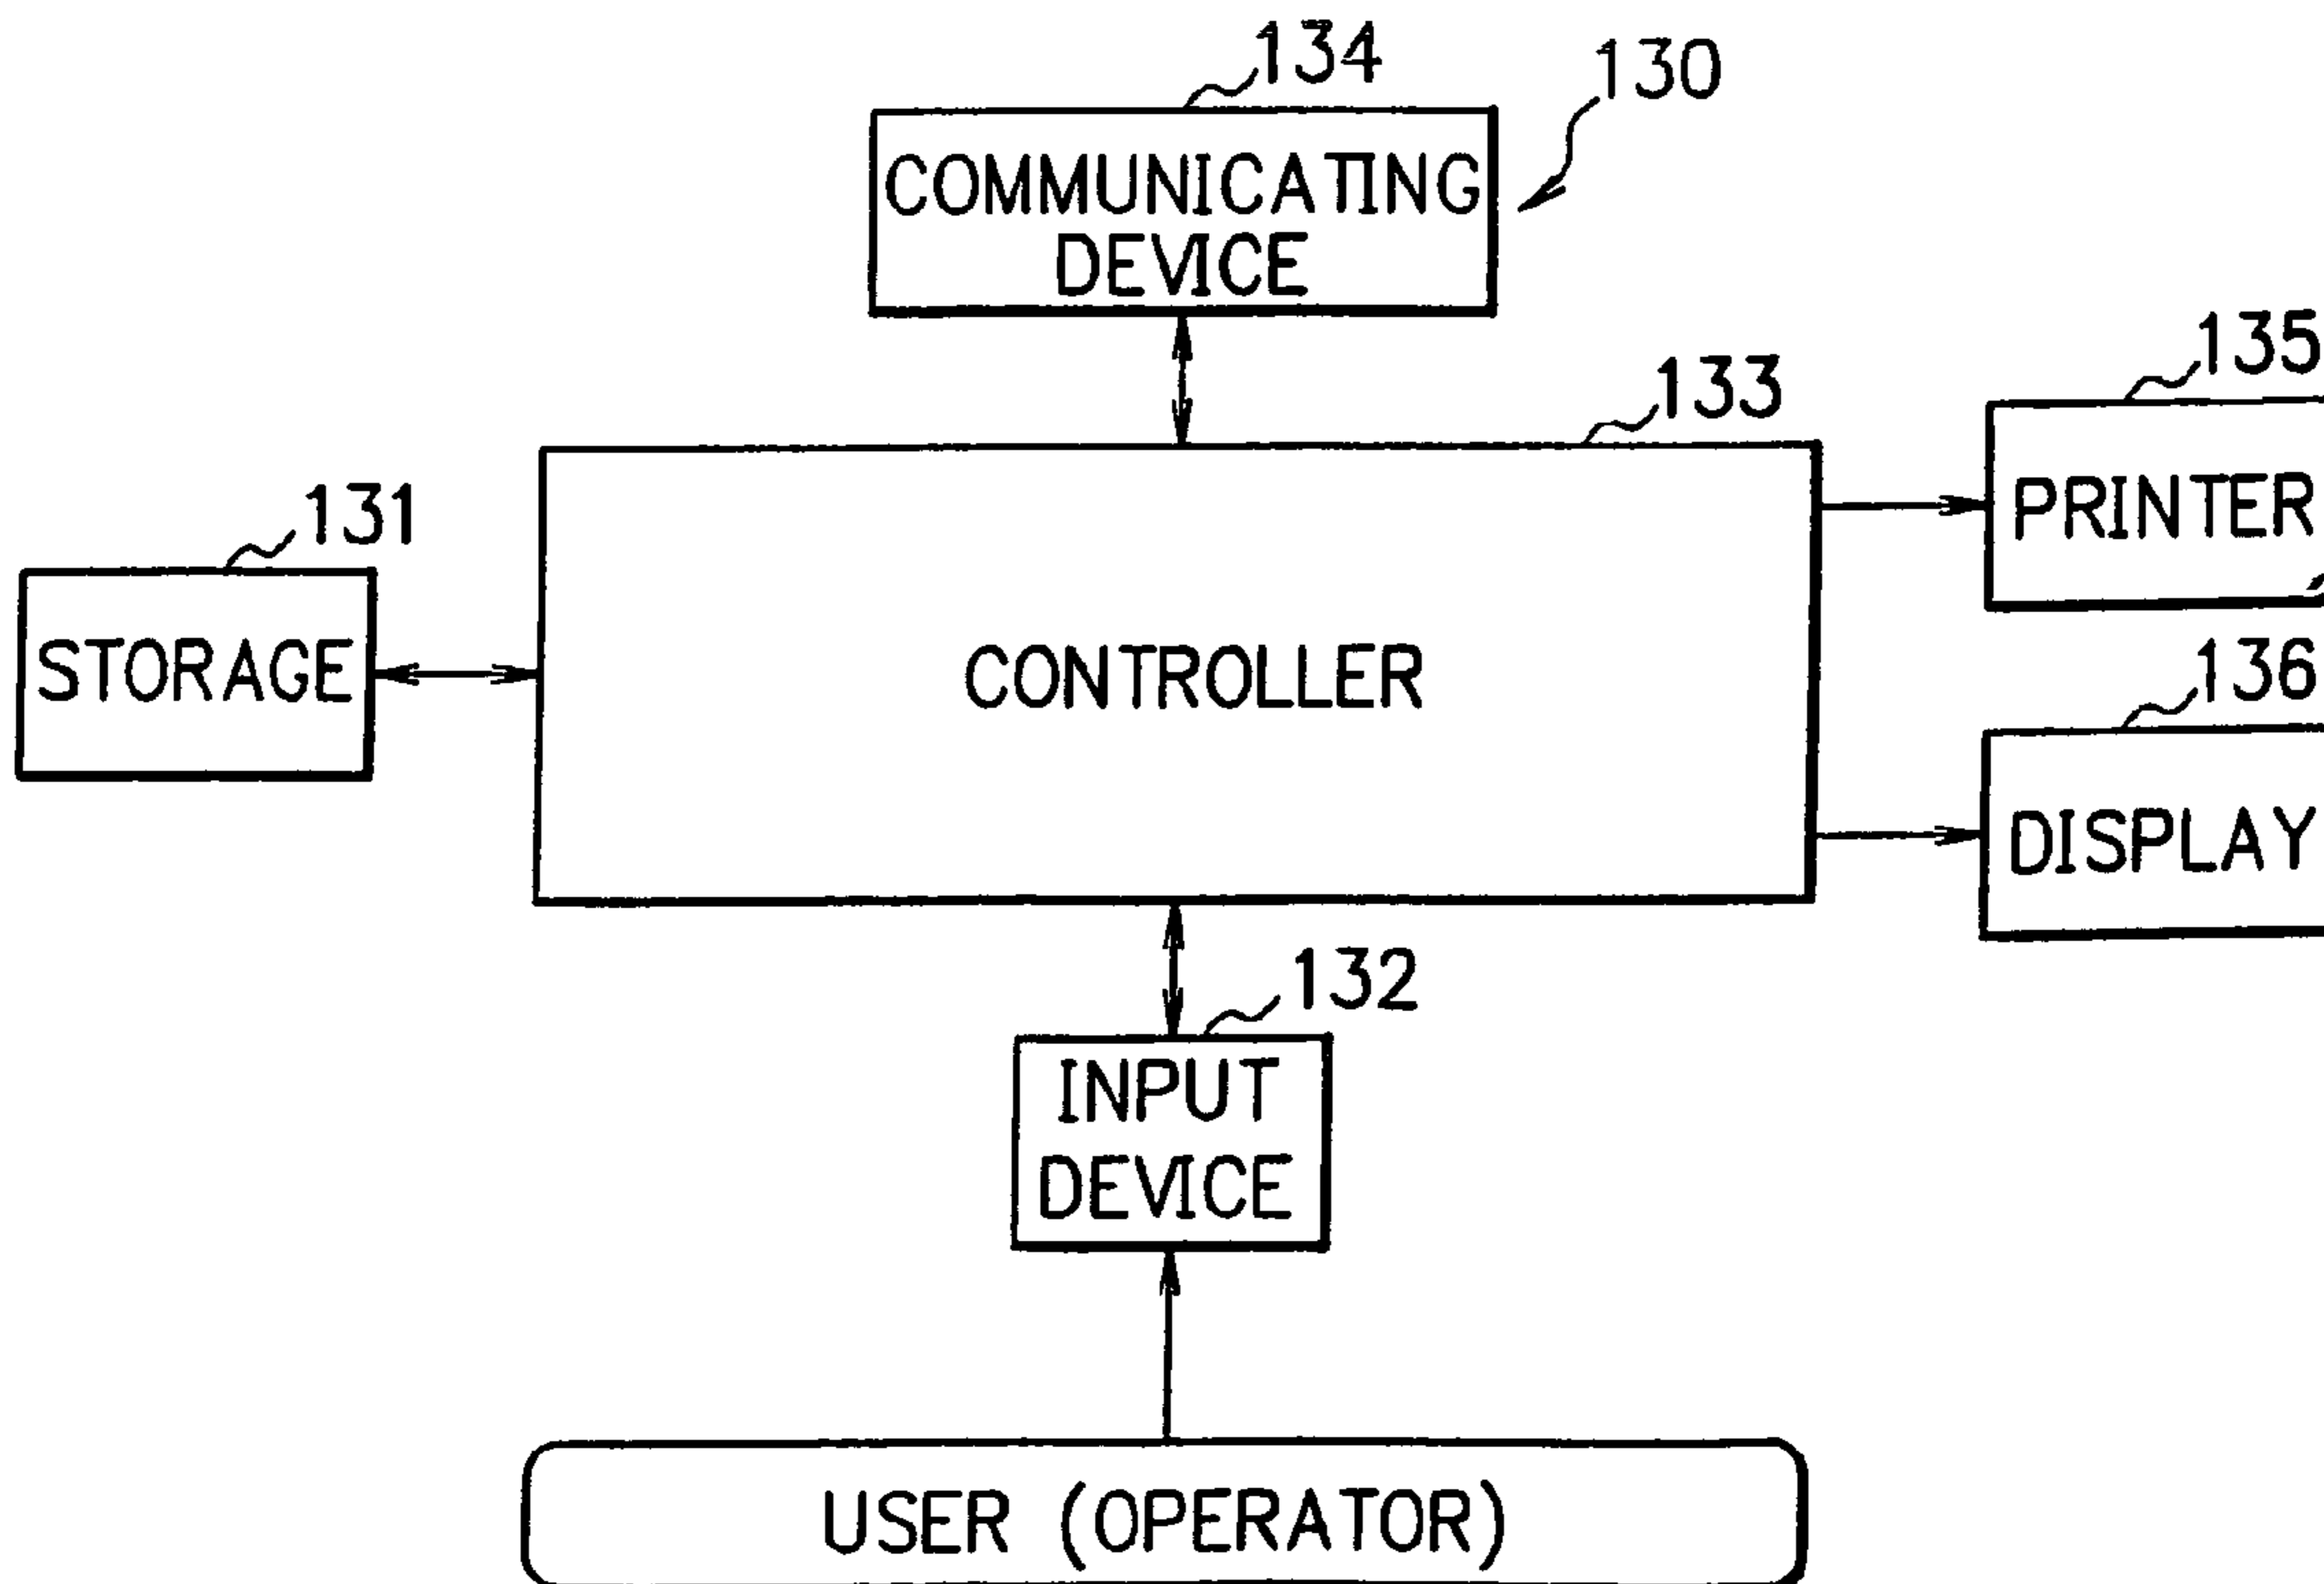 134
130
COMMUNICATING
DEVICE
135
133
131
PRINTER
STORAGE
CONTROLLER
136
DISPLAY
132
INPUT
DEVICE
USER (OPERATOR)